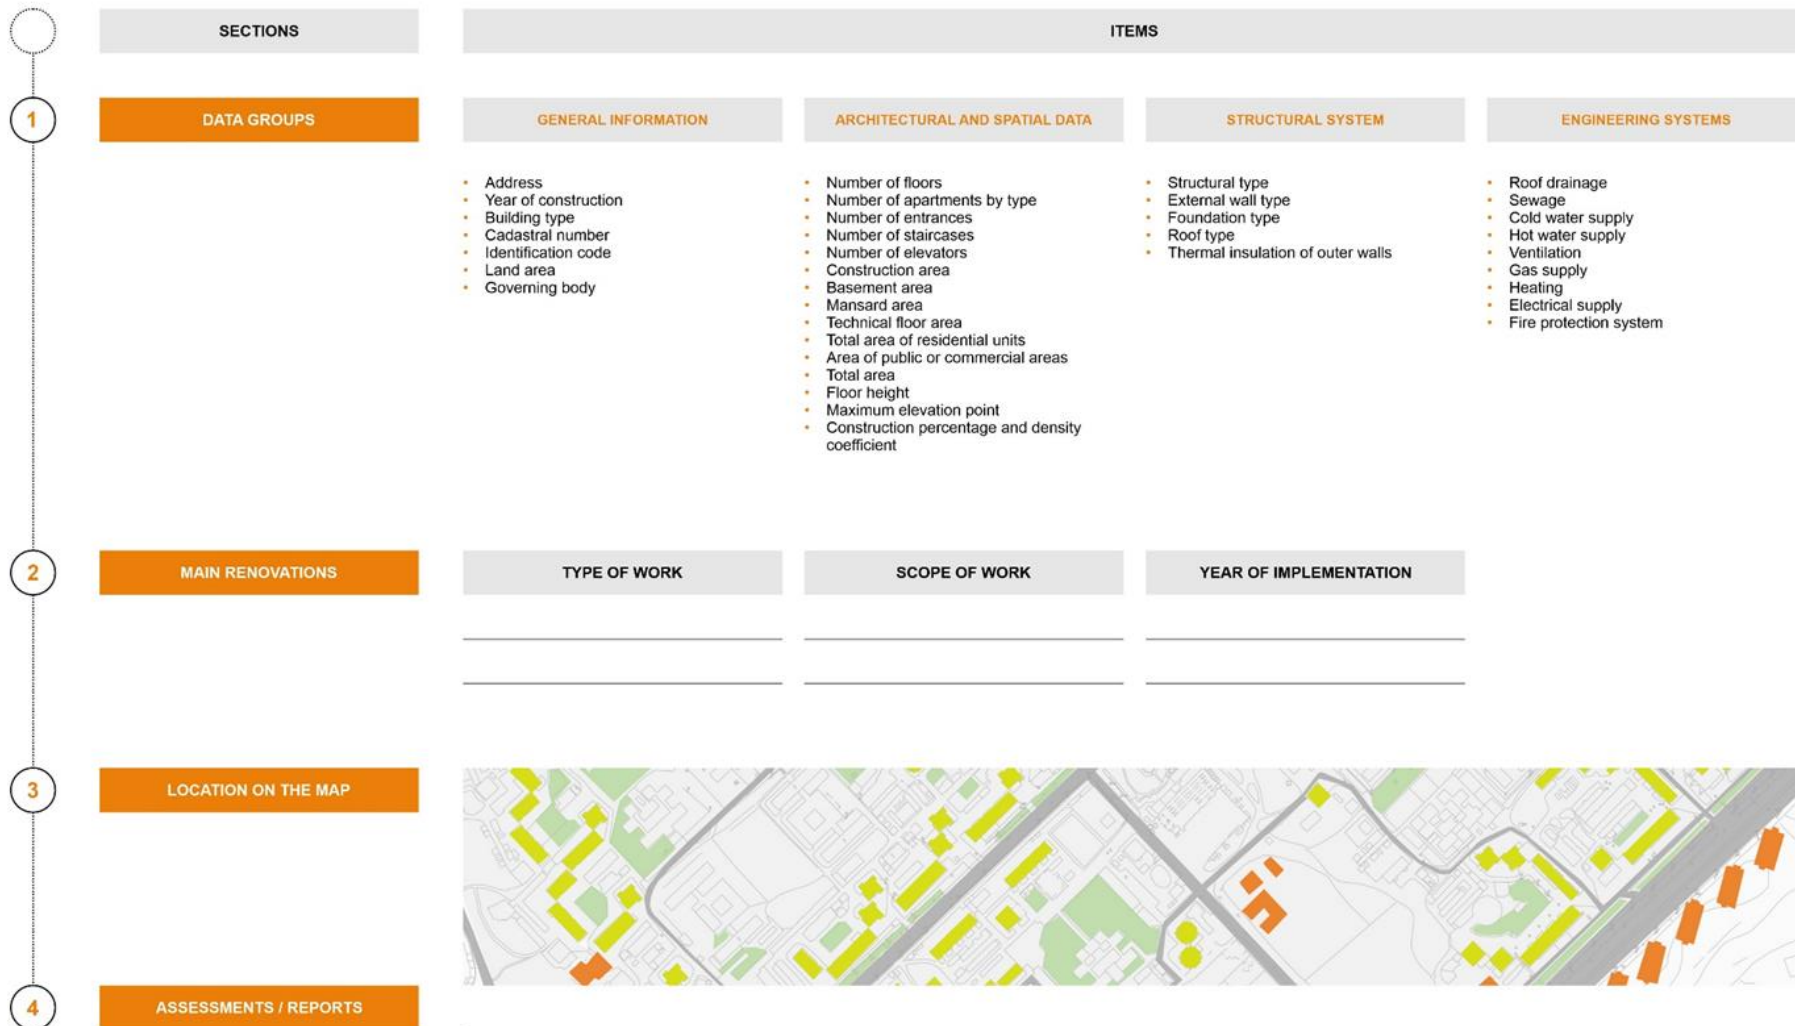 SECTIONS
ITEMS
1
DATA GROUPS
GENERAL INFORMATION
ARCHITECTURAL AND SPATIAL DATA
STRUCTURAL SYSTEM
ENGINEERING SYSTEMS
• Address
• Year of construction
• Building type
• Cadastral number
• Identification code
• Land area
• Governing body
• Number of floors
• Number of apartments by type
• Number of entrances
• Number of staircases
• Number of elevators
• Construction area
• Basement area
• Mansard area
• Technical floor area
• Total area of residential units
• Area of public or commercial areas
• Total area
• Floor height
• Maximum elevation point
• Construction percentage and density
coefficient
• Structural type
• External wall type
• Foundation type
• Roof type
• Thermal insulation of outer walls
• Roof drainage
• Sewage
• Cold water supply
• Hot water supply
• Ventilation
• Gas supply
• Heating
• Electrical supply
• Fire protection system
2
MAIN RENOVATIONS
TYPE OF WORK
SCOPE OF WORK
YEAR OF IMPLEMENTATION
3
LOCATION ON THE MAP
4
ASSESSMENTS / REPORTS